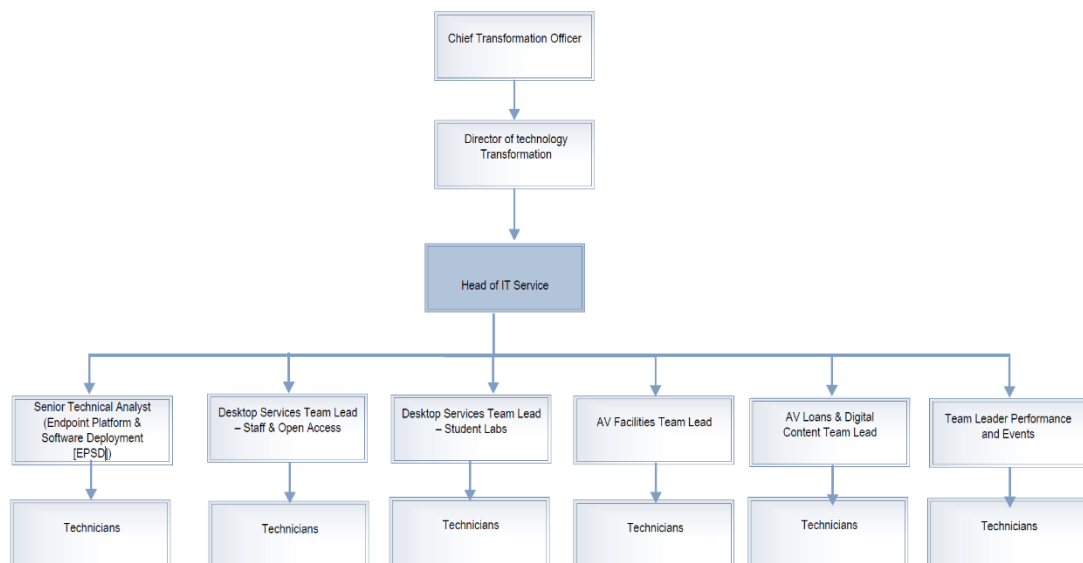 Chief Transformation Officer
Director of technology
Transformation
Head of IT Service
Senior Technical Analyst
(Endpoint Platform &
Software Deployment
[EPSD])
Desktop Services Team Lead
– Staff & Open Access
Desktop Services Team Lead
– Student Labs
AV Facilities Team Lead
AV Loans & Digital
Content Team Lead
Team Leader Performance
and Events
Technicians
Technicians
Technicians
Technicians
Technicians
Technicians